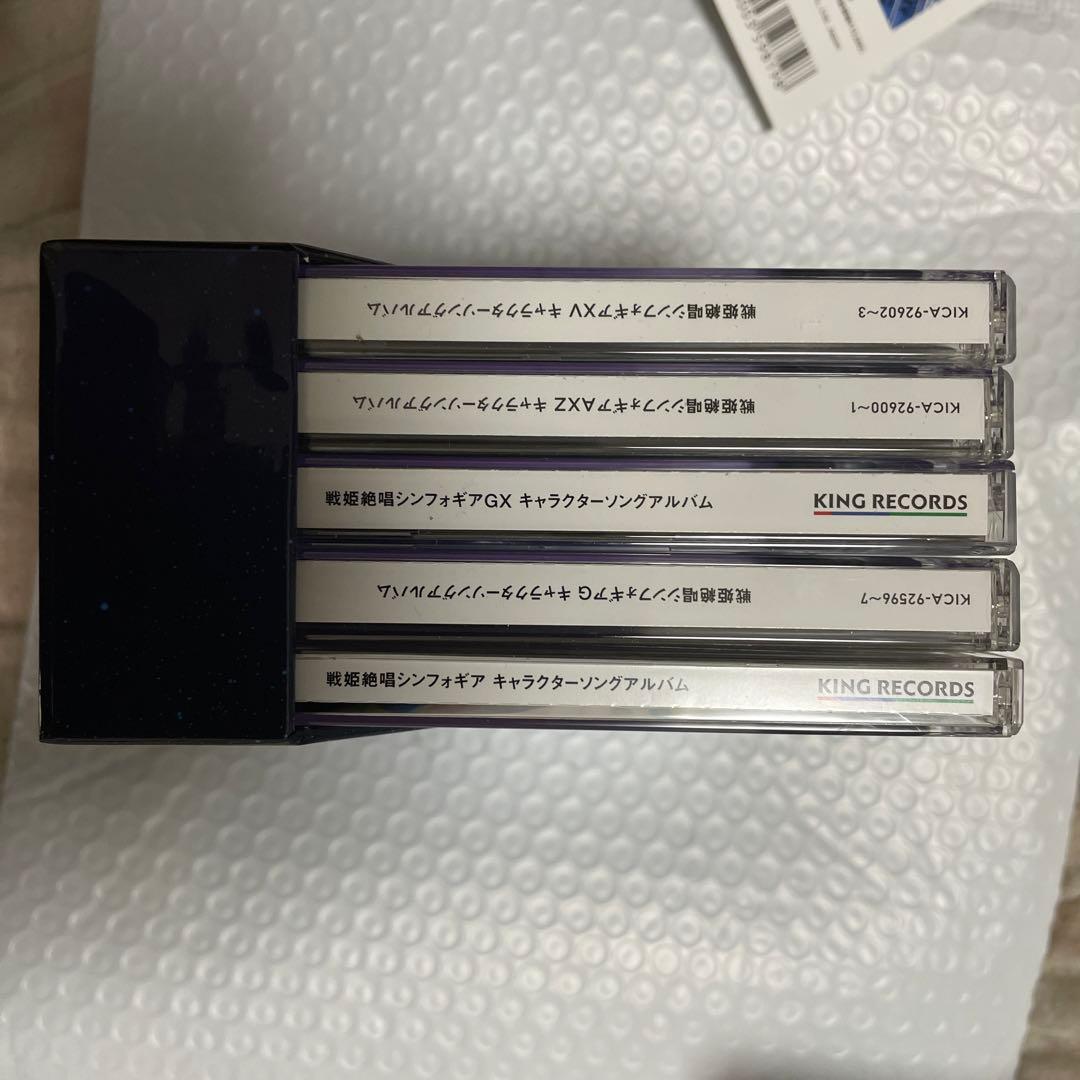 戦姫絶唱シンフォギアXV キャラクターソングアルバム KICA-92602~3
戦姫絶唱シンフォギアAXZ キャラクターソングアルバム KICA-92600~1
戦姫絶唱シンフォギアGX キャラクターソングアルバム KING RECORDS
戦姫絶唱シンフォギアG キャラクターソングアルバム KICA-92596~7
戦姫絶唱シンフォギア キャラクターソングアルバム KING RECORDS